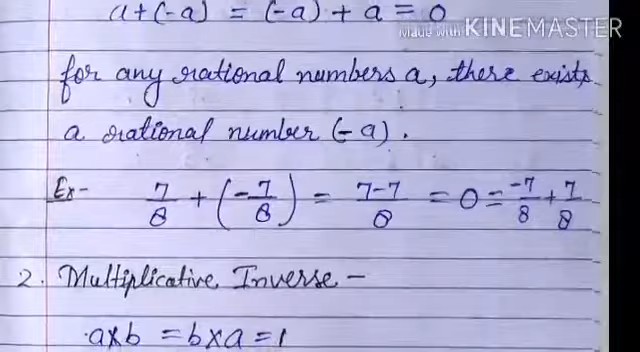 a+(-a) = (-a) + a = 0
Made with KINEMASTER
for any rational numbers a, there exists
a rational number (-a).
Ex- 7/8 + (-7/8) = 7-7/8 = 0 = -7/8 + 7/8
2. Multiplicative Inverse -
a×b = b×a = 1